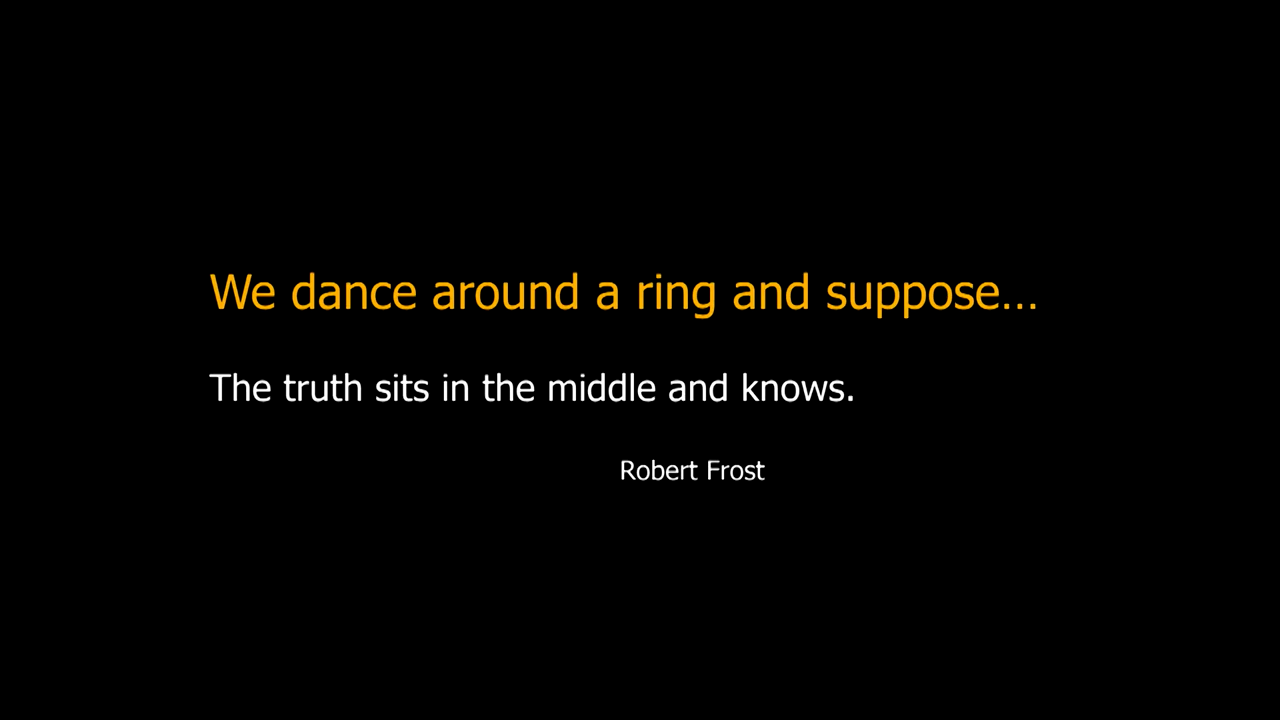 We dance around a ring and suppose…
The truth sits in the middle and knows.
Robert Frost